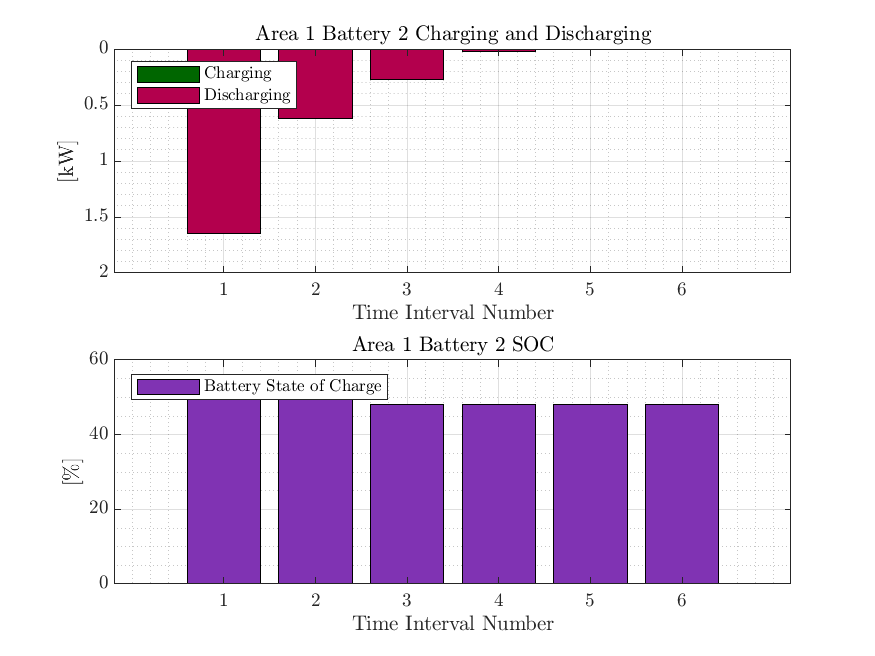 Area 1 Battery 2 Charging and Discharging
0
Charging
Discharging
0.5
1
1.5
2
[kW]
1 2 3 4 5 6
Time Interval Number
Area 1 Battery 2 SOC
60
Battery State of Charge
40
20
0
[%]
1 2 3 4 5 6
Time Interval Number